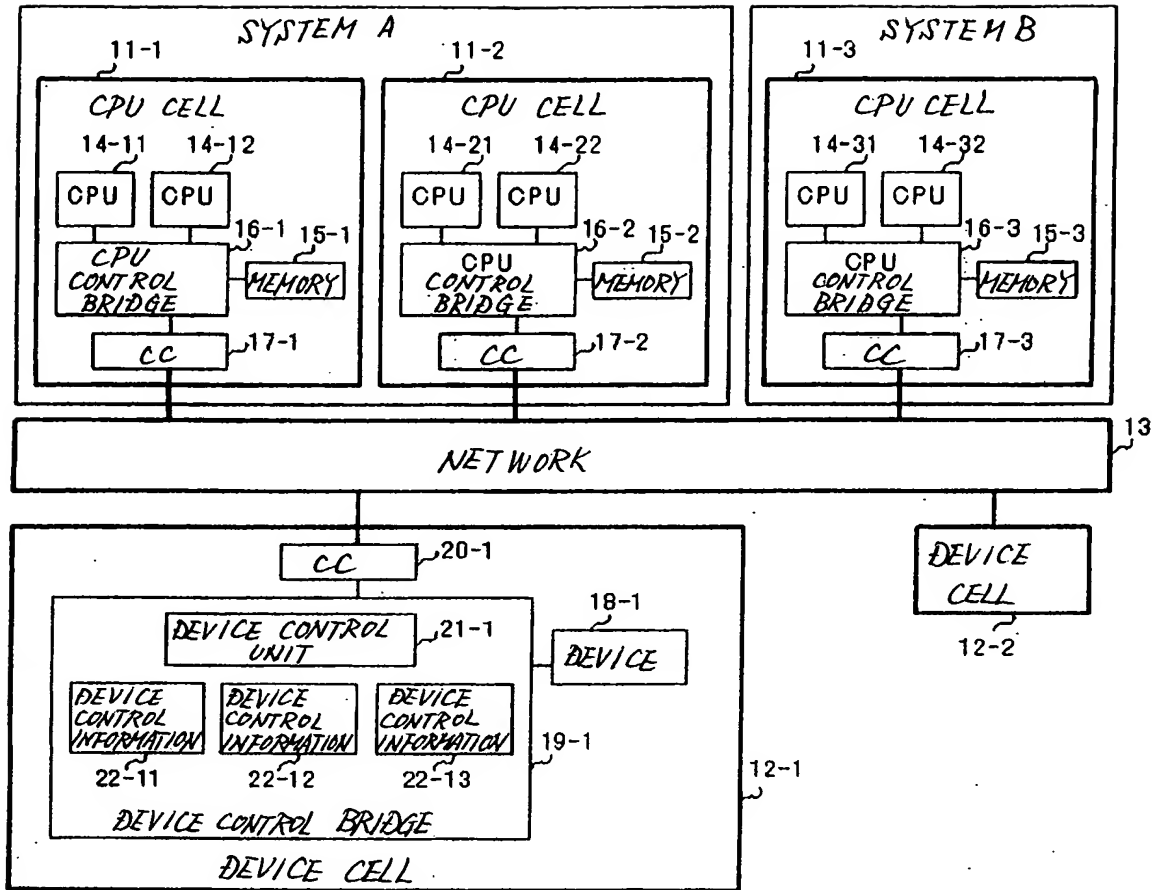 SYSTEM A
SYSTEM B
11-1
11-2
11-3
CPU CELL
CPU CELL
CPU CELL
14-11
14-12
14-21
14-22
14-31
14-32
CPU
CPU
CPU
CPU
CPU
CPU
16-1
15-1
16-2
15-2
16-3
15-3
CPU
CONTROL
BRIDGE
MEMORY
CPU
CONTROL
BRIDGE
MEMORY
CPU
CONTROL
BRIDGE
MEMORY
CC
17-1
CC
17-2
CC
17-3
NETWORK
13
CC
20-1
DEVICE CONTROL
UNIT
21-1
18-1
DEVICE
DEVICE
CELL
12-2
DEVICE
CONTROL
INFORMATION
DEVICE
CONTROL
INFORMATION
DEVICE
CONTROL
INFORMATION
22-11
22-12
22-13
19-1
12-1
DEVICE CONTROL BRIDGE
DEVICE CELL